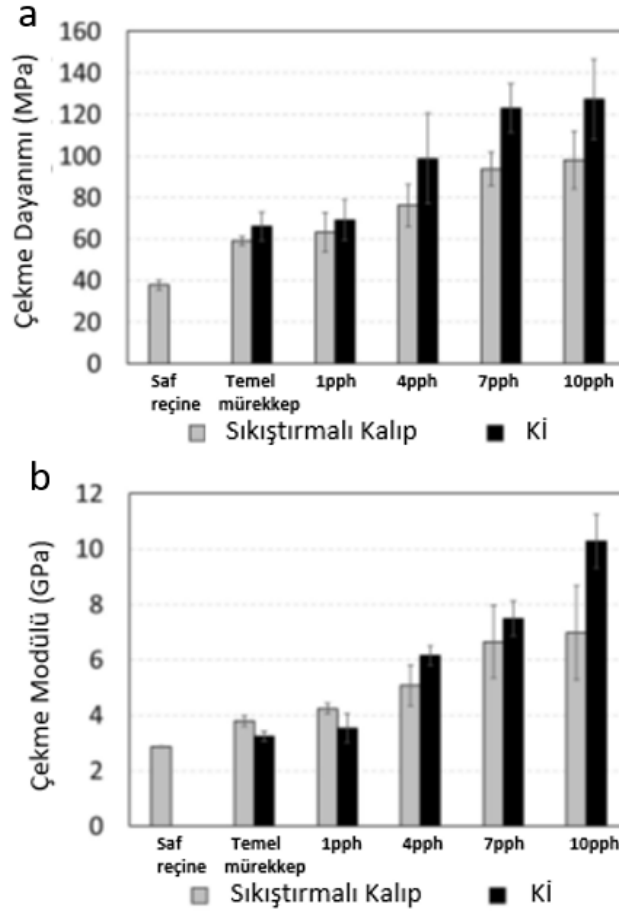 a
Çekme Dayanımı (MPa)
160
140
120
100
80
60
40
20
0
Saf reçine
Temel mürekkep
1pph
4pph
7pph
10pph
Sıkıştırmalı Kalıp
Kİ
b
Çekme Modülü (GPa)
12
10
8
6
4
2
0
Saf reçine
Temel mürekkep
1pph
4pph
7pph
10pph
Sıkıştırmalı Kalıp
Kİ